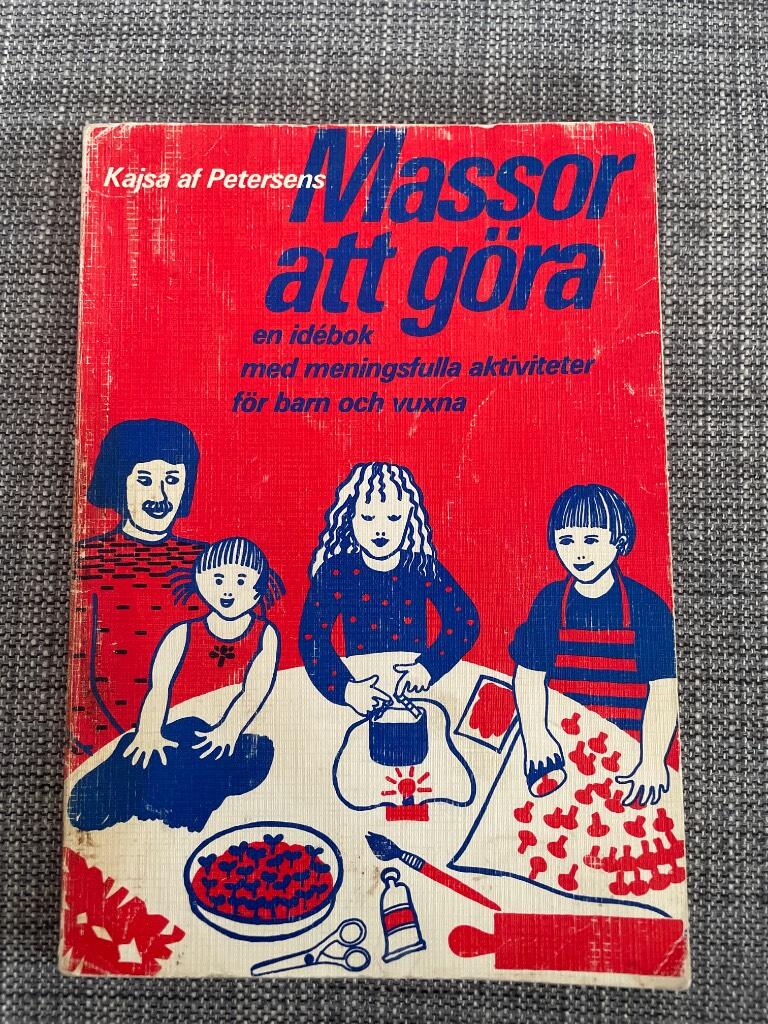 Kajsa af Petersens
Massor
att göra
en idébok
med meningsfulla aktiviteter
för barn och vuxna